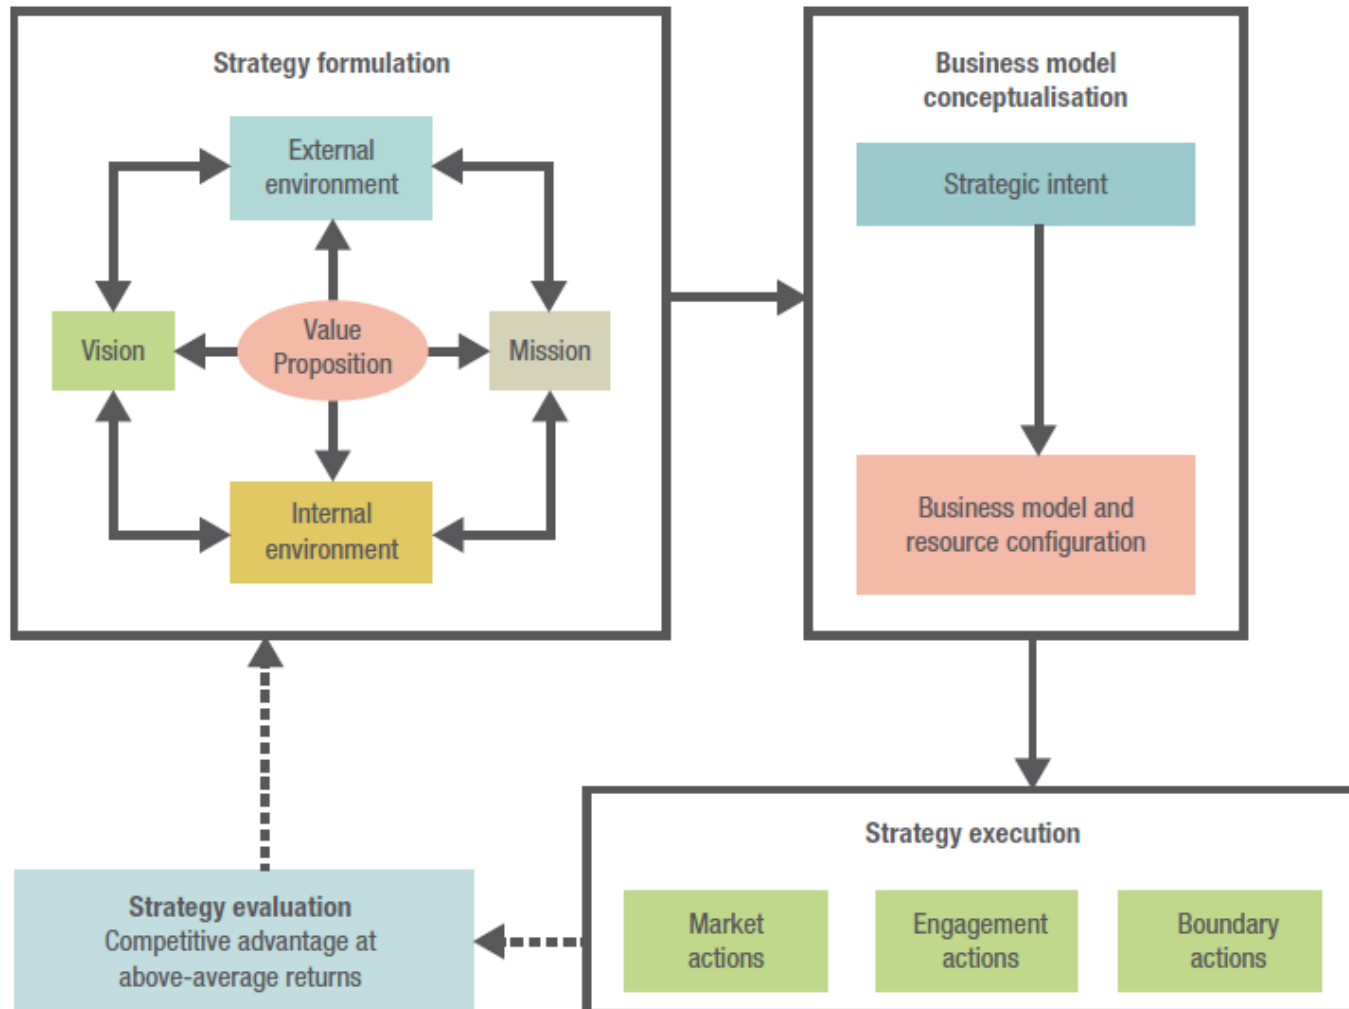 Strategy formulation
External
environment
Vision
Value
Proposition
Mission
Internal
environment
Business model
conceptualisation
Strategic intent
Business model and
resource configuration
Strategy execution
Market
actions
Engagement
actions
Boundary
actions
Strategy evaluation
Competitive advantage at
above-average returns